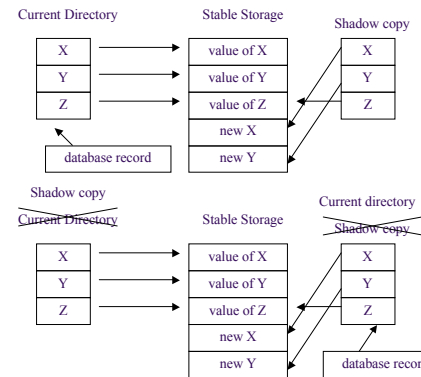 Current Directory
Stable Storage
Shadow copy
X
value of X
X
Y
value of Y
Y
Z
value of Z
Z
new X
new Y
database record
Shadow copy
Current Directory
Stable Storage
Current directory
Shadow copy
X
value of X
X
Y
value of Y
Y
Z
value of Z
Z
new X
new Y
database recor